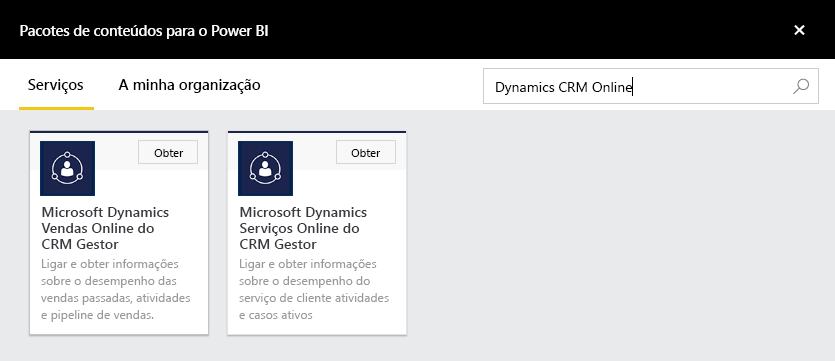 Pacotes de conteúdos para o Power BI
Serviços
A minha organização
Dynamics CRM Online
Obter
Microsoft Dynamics
Vendas Online do
CRM Gestor
Ligar e obter informações
sobre o desempenho das
vendas passadas, atividades
e pipeline de vendas.
Obter
Microsoft Dynamics
Serviços Online do
CRM Gestor
Ligar e obter informações
sobre o desempenho do
serviço de cliente atividades
e casos ativos